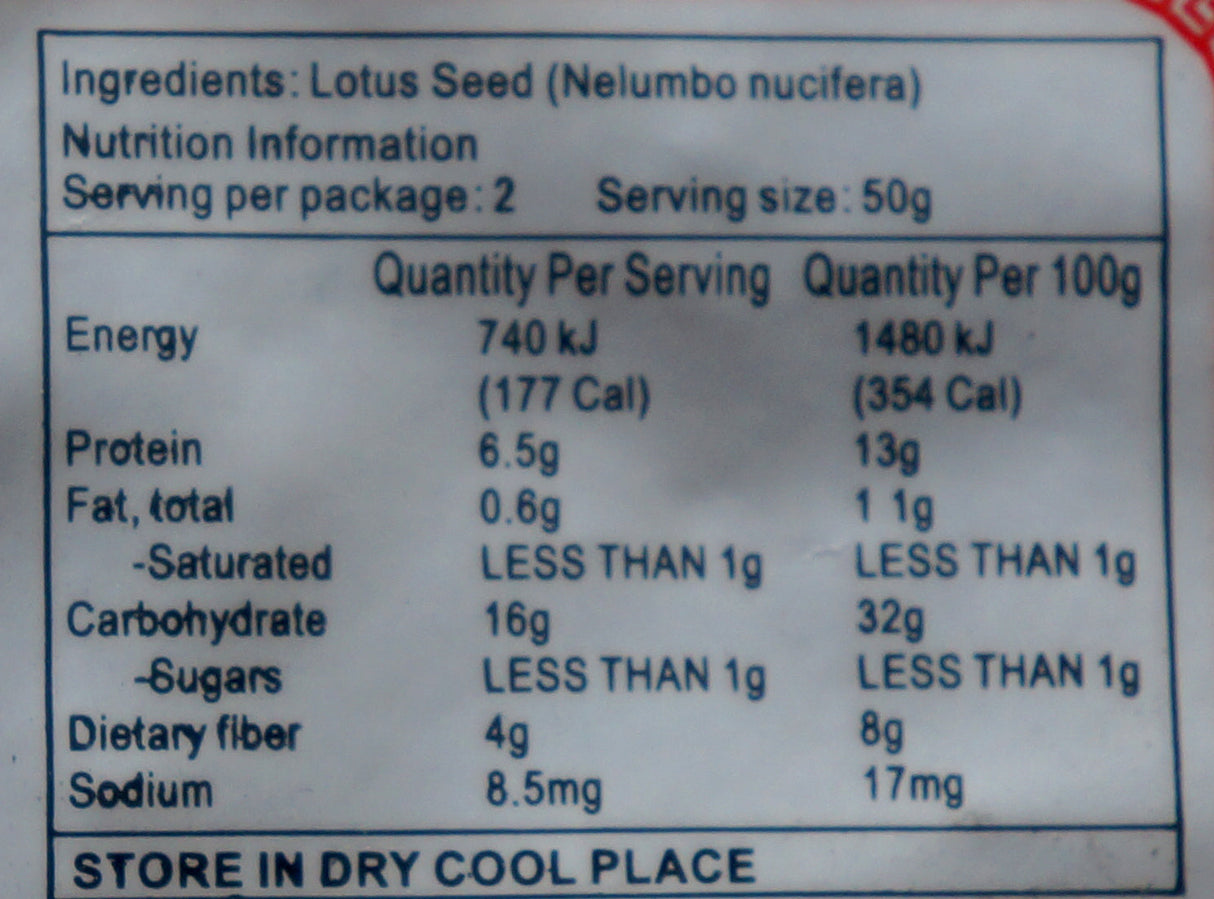 Ingredients: Lotus Seed (Nelumbo nucifera)
Nutrition Information
Serving per package: 2 Serving size: 50g
Quantity Per Serving Quantity Per 100g
Energy 740 kJ 1480 kJ
(177 Cal) (354 Cal)
Protein 6.5g 13g
Fat, total 0.6g 1 1g
-Saturated LESS THAN 1g LESS THAN 1g
Carbohydrate 16g 32g
-Sugars LESS THAN 1g LESS THAN 1g
Dietary fiber 4g 8g
Sodium 8.5mg 17mg
STORE IN DRY COOL PLACE